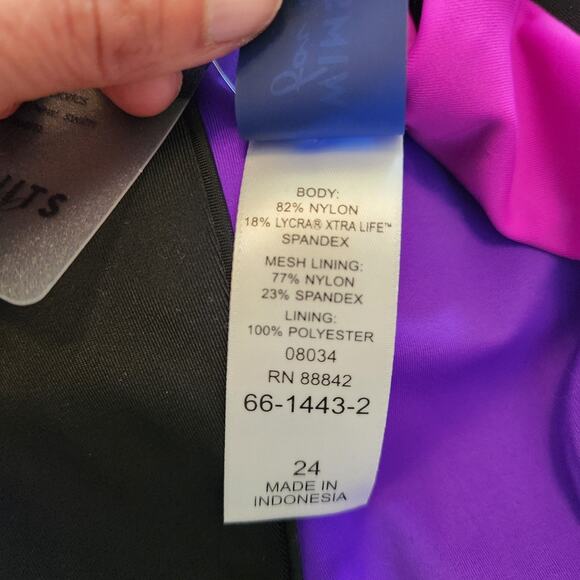 BODY:
82% NYLON
18% LYCRA® XTRA LIFE™
SPANDEX
MESH LINING:
77% NYLON
23% SPANDEX
LINING:
100% POLYESTER
08034
RN 88842
66-1443-2
24
MADE IN
INDONESIA